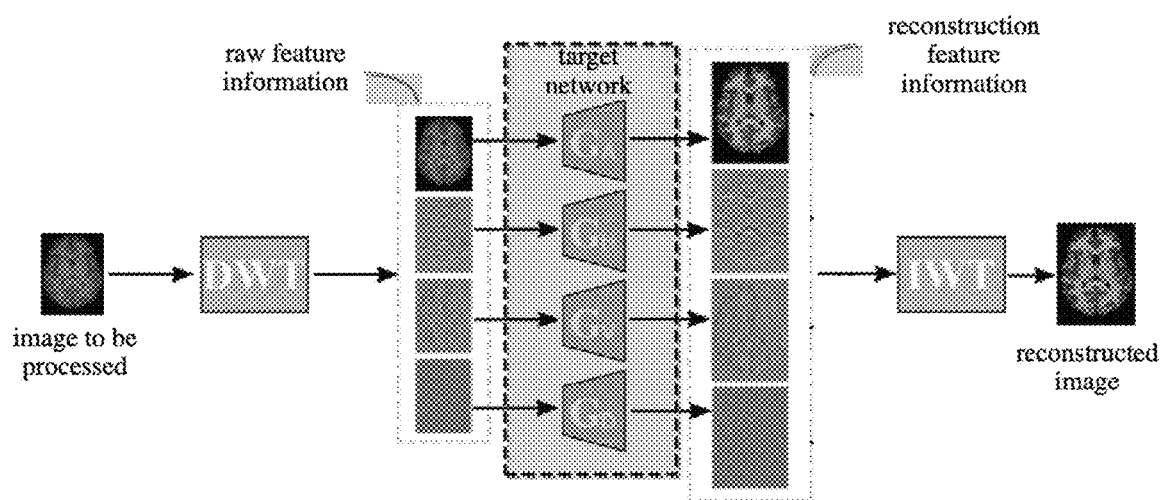 raw feature
information
target
network
reconstruction
feature
information
DWT
IWT
image to be
processed
reconstructed
image